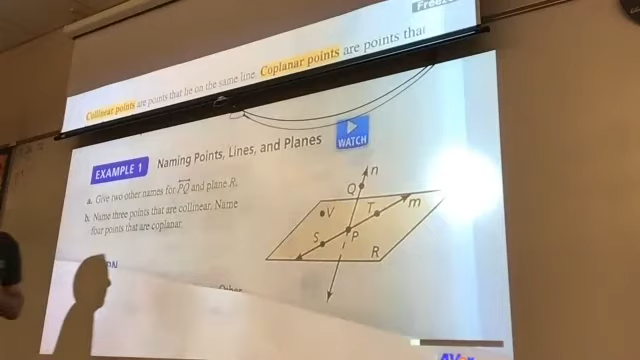 Freeze
Collinear points are points that lie on the same line. Coplanar points are points that
EXAMPLE 1 Naming Points, Lines, and Planes
WATCH
a. Give two other names for PQ and plane R.
b. Name three points that are collinear. Name
four points that are coplanar.
n
Q
V
T
m
S
P
R